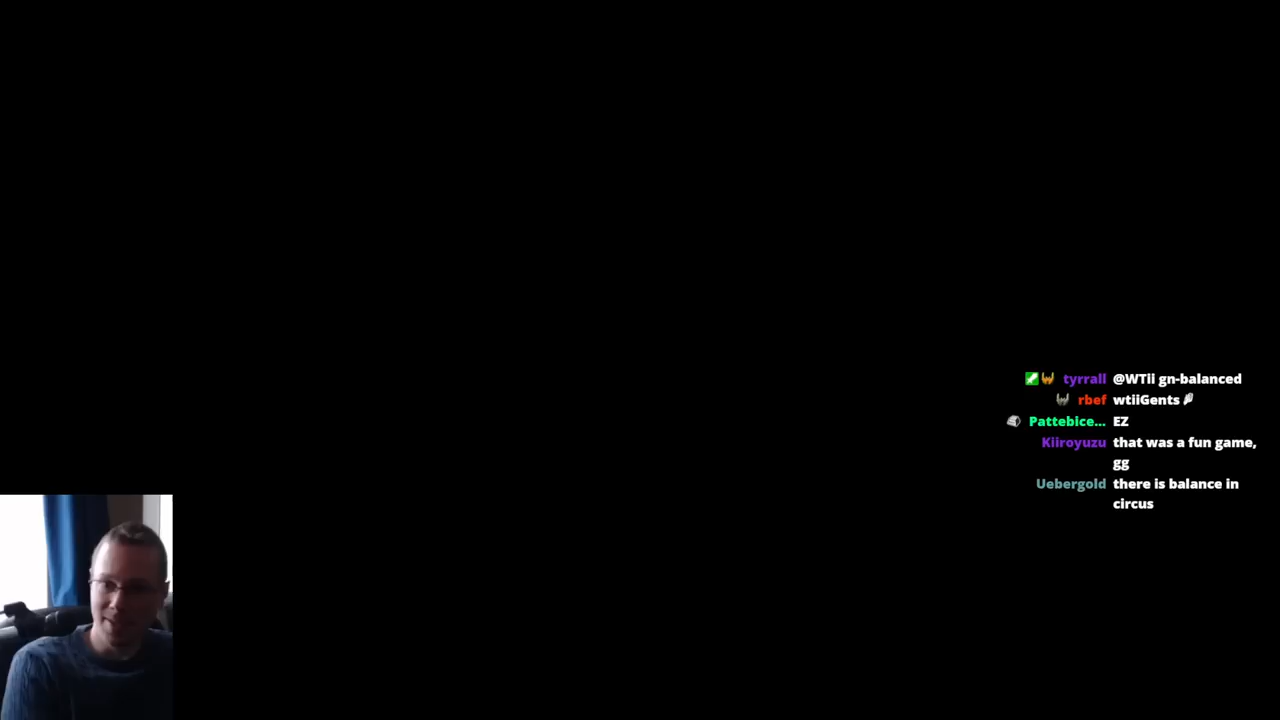 tyrrall @WTii gn-balanced
rbef wtiiGents
Pattebice... EZ
Kiiroyuzu that was a fun game,
gg
Uebergold there is balance in
circus